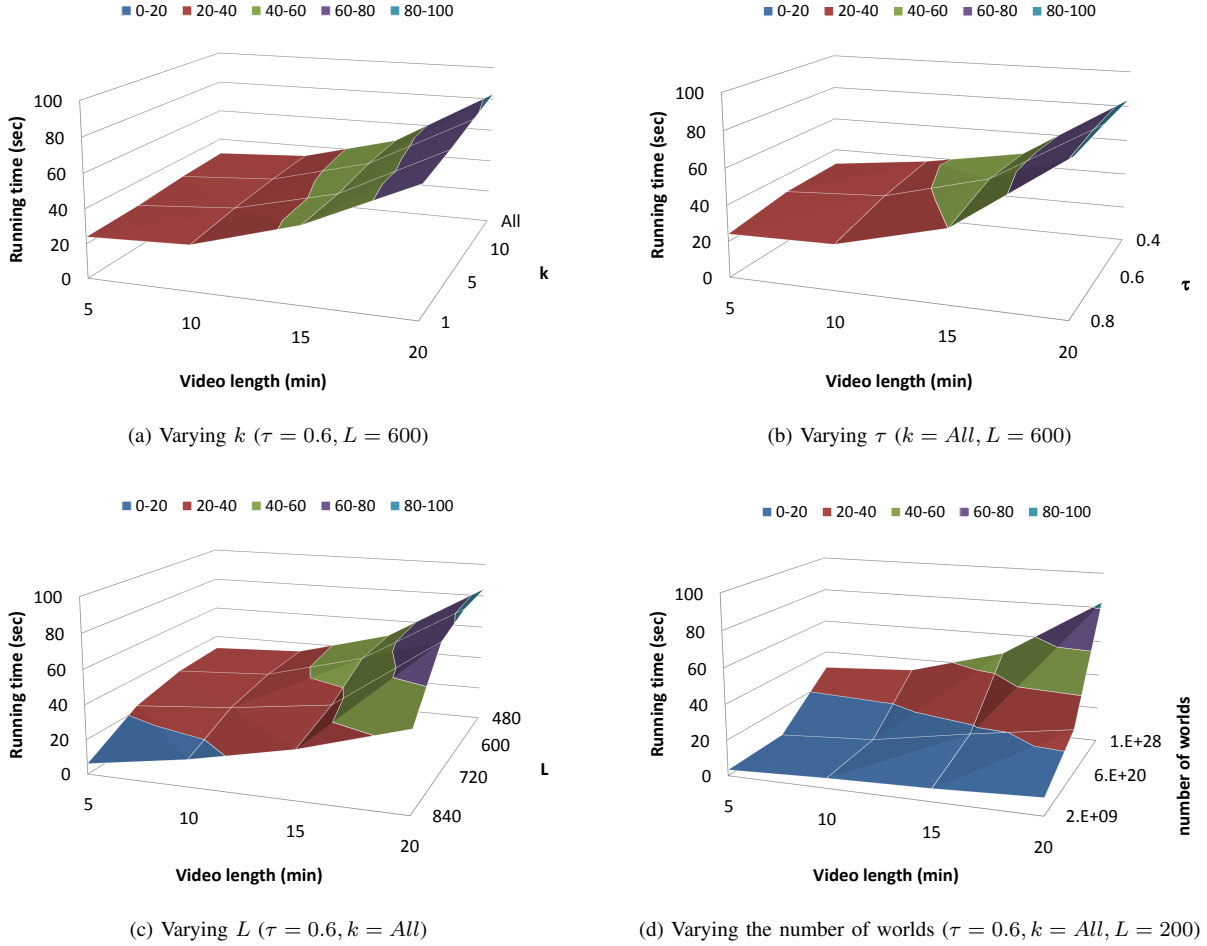 0-20 20-40 40-60 60-80 80-100
100
80
60
40
20
0
Running time (sec)
5
10
15
20
Video length (min)
1
5
10
All
k
(a) Varying k (τ = 0.6, L = 600)
0-20 20-40 40-60 60-80 80-100
100
80
60
40
20
0
Running time (sec)
5
10
15
20
Video length (min)
0.4
0.6
0.8
τ
(b) Varying τ (k = All, L = 600)
0-20 20-40 40-60 60-80 80-100
100
80
60
40
20
0
Running time (sec)
5
10
15
20
Video length (min)
480
600
720
840
L
(c) Varying L (τ = 0.6, k = All)
0-20 20-40 40-60 60-80 80-100
100
80
60
40
20
0
Running time (sec)
5
10
15
20
Video length (min)
1.E+28
6.E+20
2.E+09
number of worlds
(d) Varying the number of worlds (τ = 0.6, k = All, L = 200)